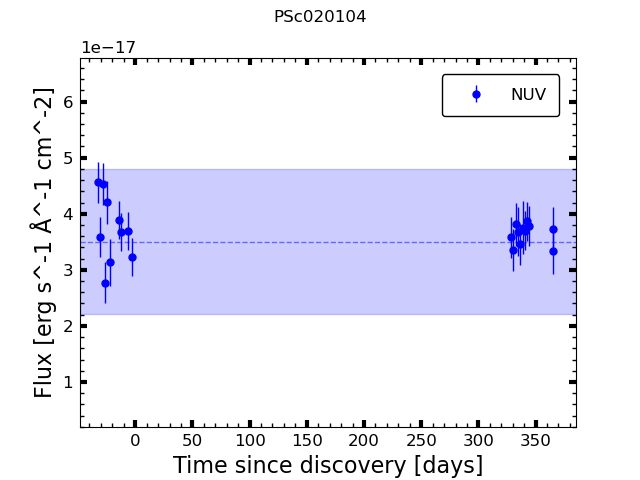 PSc020104
1e−17
NUV
6
5
4
3
2
1
Flux [erg s^-1 Å^-1 cm^-2]
0 50 100 150 200 250 300 350
Time since discovery [days]